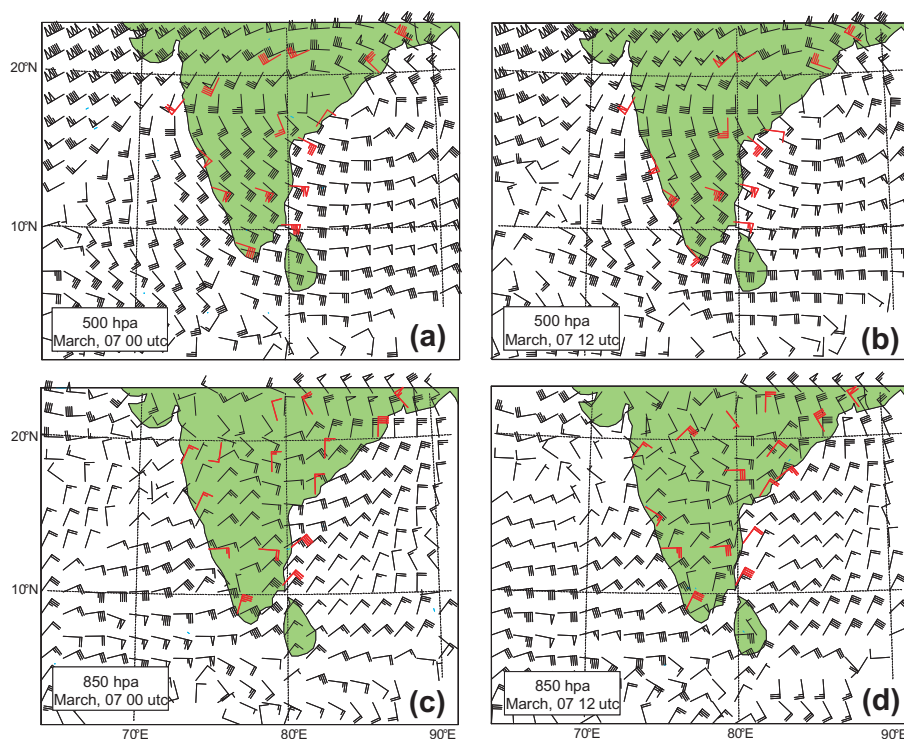 20°N
10°N
500 hpa
March, 07 00 utc
(a)
500 hpa
March, 07 12 utc
(b)
20°N
10°N
850 hpa
March, 07 00 utc
(c)
850 hpa
March, 07 12 utc
(d)
70°E
80°E
90°E
70°E
80°E
90°E